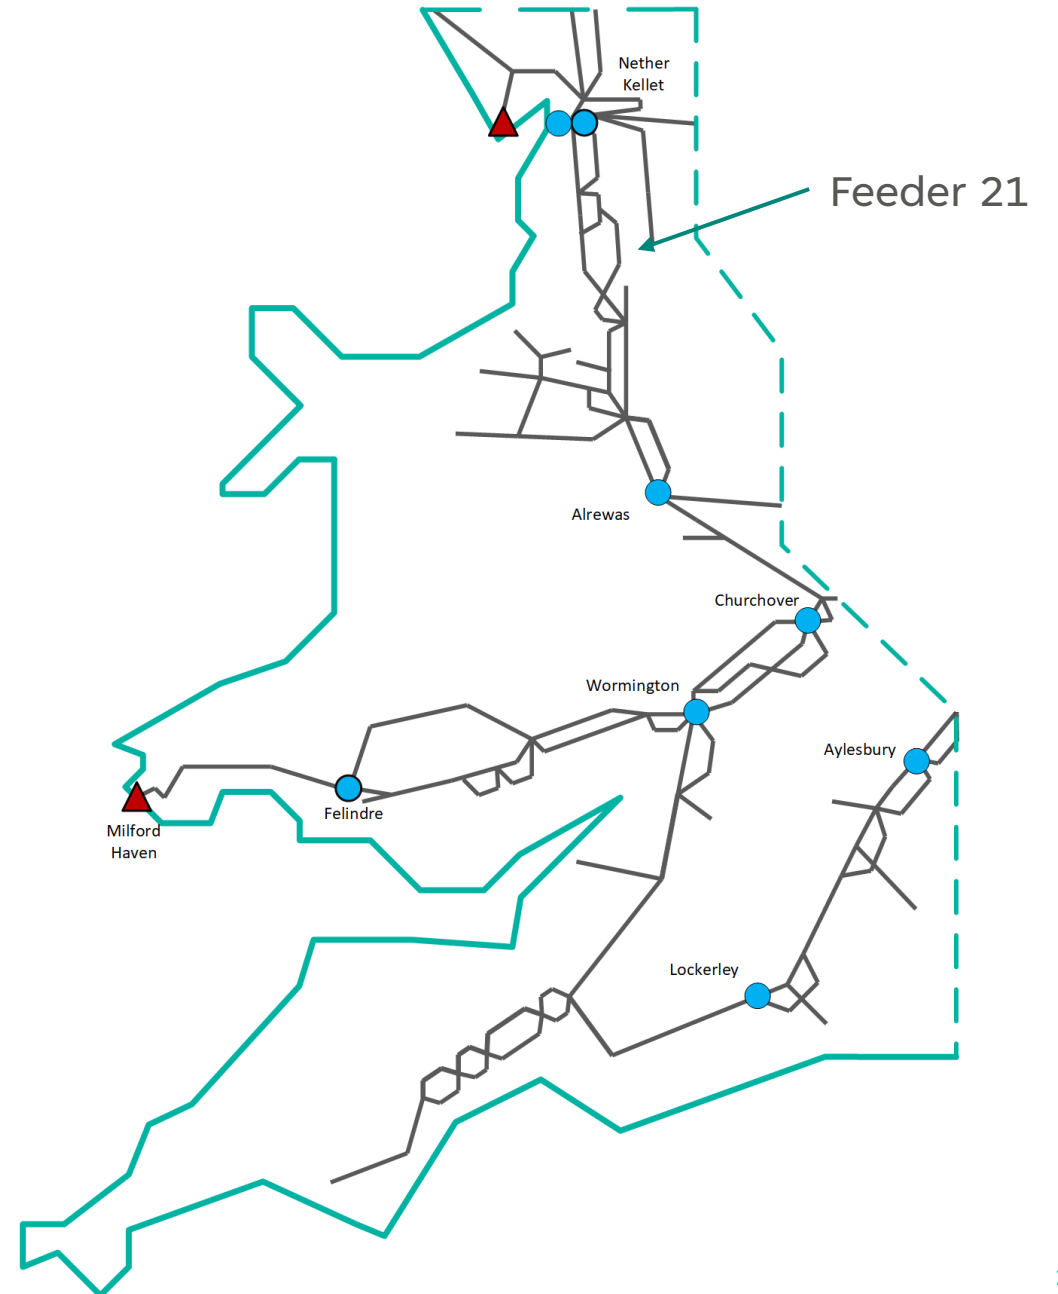 Nether
Kellet
Feeder 21
Alrewas
Churchover
Wormington
Aylesbury
Felindre
Milford
Haven
Lockerley